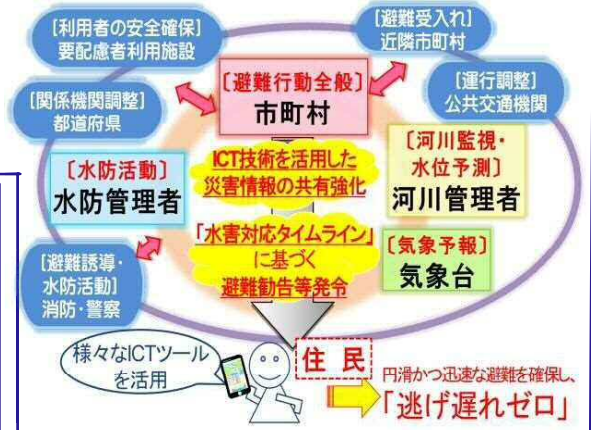 [利用者の安全確保]
要配慮者利用施設
[避難受入れ]
近隣市町村
[関係機関調整]
都道府県
〔避難行動全般〕
市町村
[運行調整]
公共交通機関
〔水防活動〕
水防管理者
ICT技術を活用した
災害情報の共有強化
〔河川監視・
水位予測〕
河川管理者
「水害対応タイムライン」
に基づく
避難勧告等発令
〔気象予報〕
気象台
[避難誘導・
水防活動]
消防・警察
様々なICTツール
を活用
住民
円滑かつ迅速な避難を確保し、
「逃げ遅れゼロ」